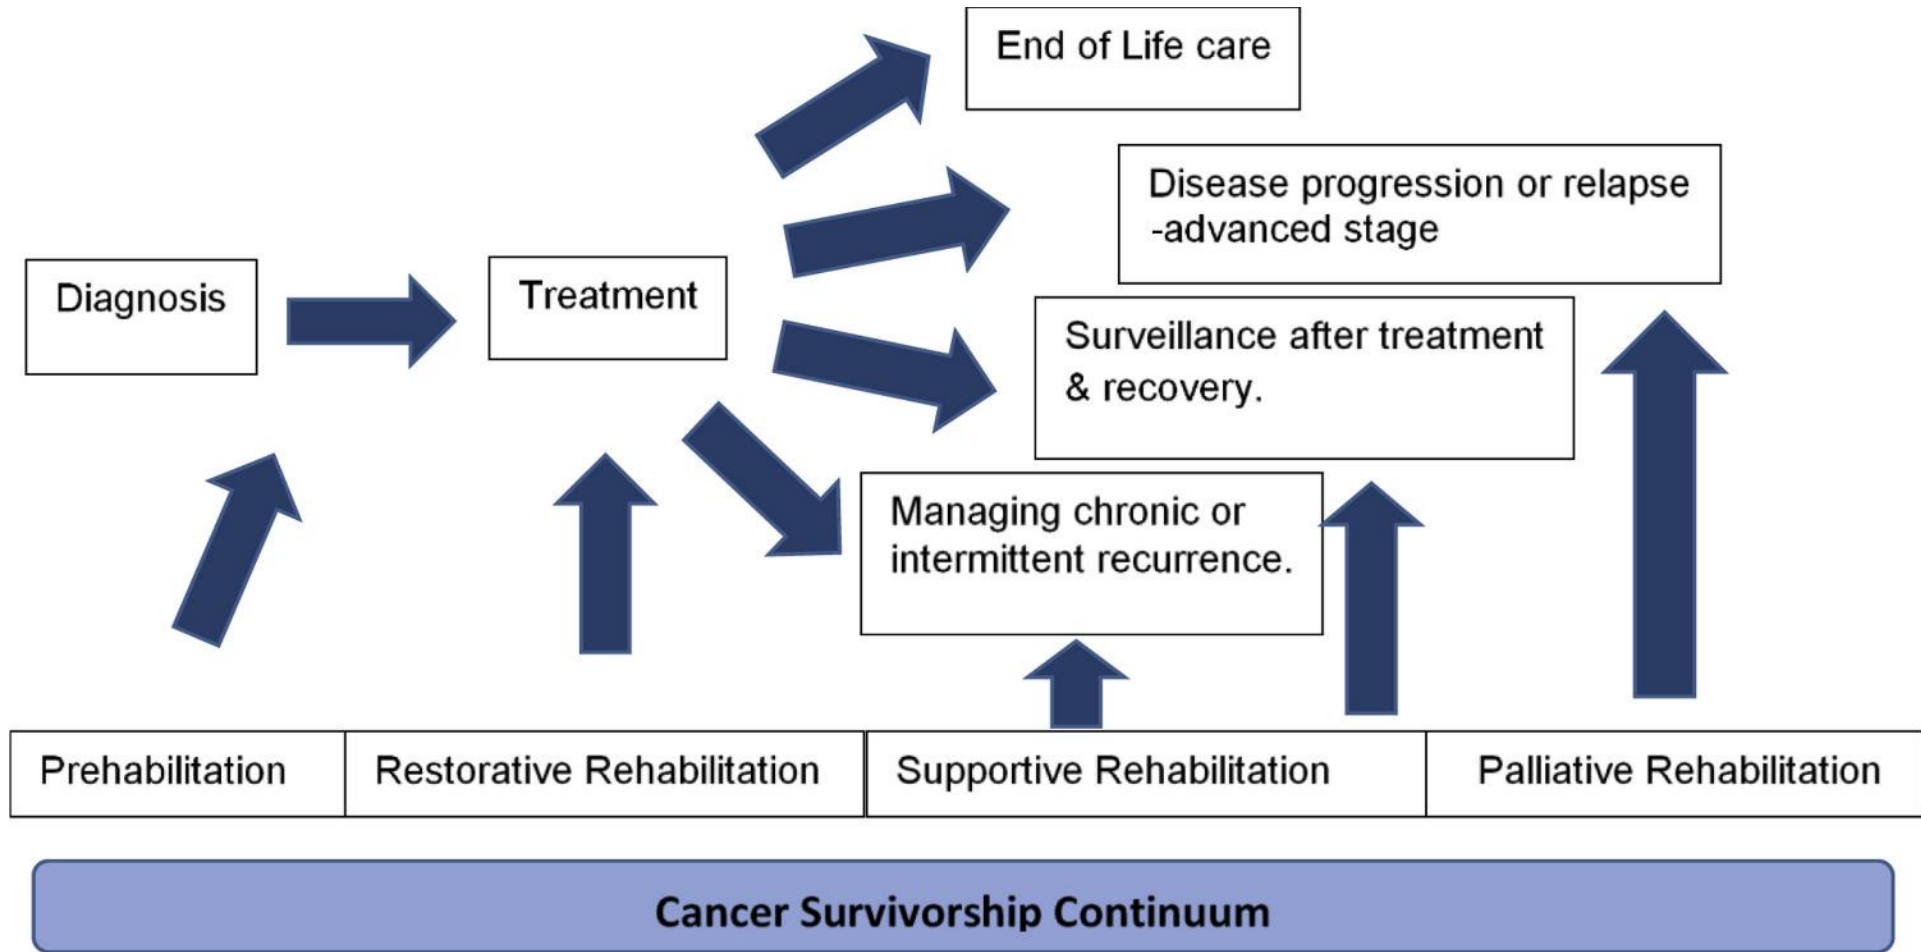 End of Life care
Disease progression or relapse
-advanced stage
Diagnosis
Treatment
Surveillance after treatment
& recovery.
Managing chronic or
intermittent recurrence.
Prehabilitation
Restorative Rehabilitation
Supportive Rehabilitation
Palliative Rehabilitation
Cancer Survivorship Continuum